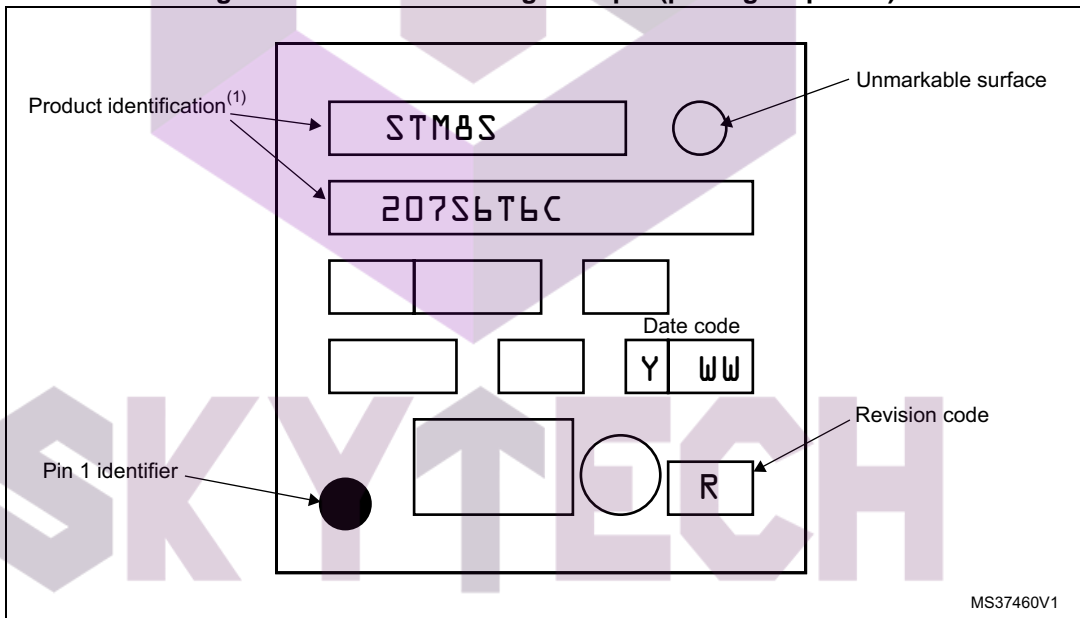 Unmarkable surface
Product identification(1)
STM8S
207S6T6C
Date code
Y WW
Revision code
Pin 1 identifier
R
SKYTECH
MS37460V1